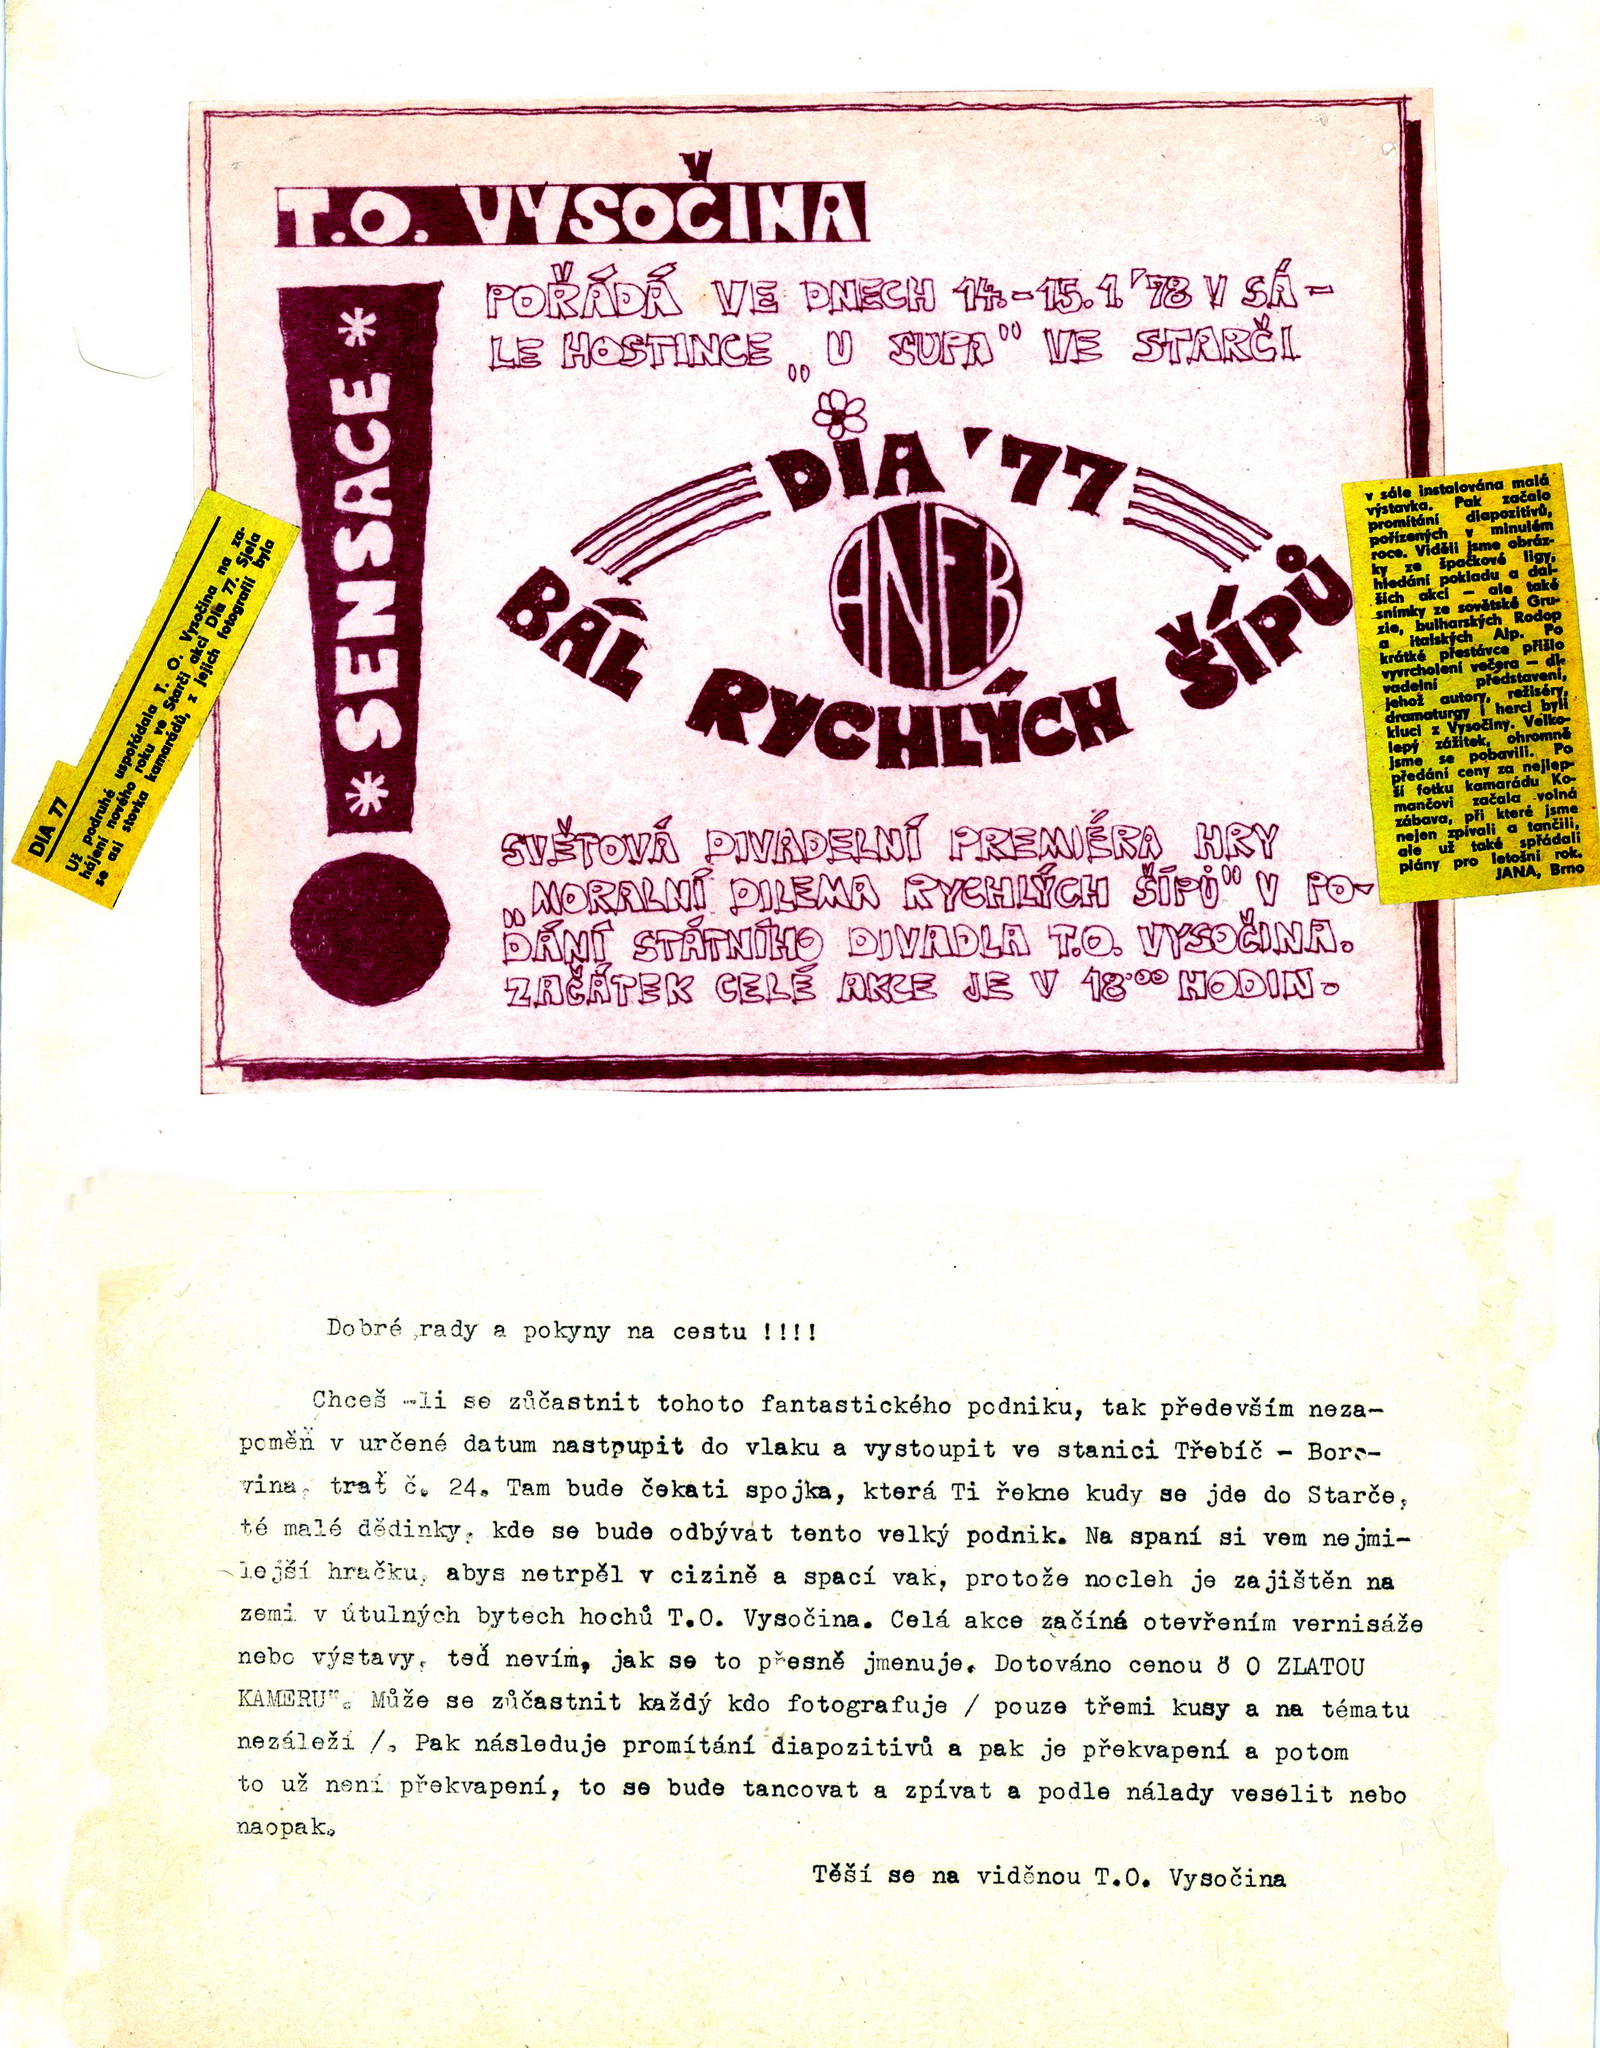 T.O. VYSOČINA
* SENSACE *
POŘÁDÁ VE DNECH 14.-15.1.'78 V SÁ-
LE HOSTINCE „U SUPA" VE STARČI
DIA '77
ANEB
BÁL RYCHLÝCH ŠÍPŮ
SVĚTOVÁ DIVADELNÍ PREMIÉRA HRY
„MORALNÍ DILEMA RYCHLÝCH ŠÍPŮ" V PO-
DÁNÍ STÁTNÍHO DIVADLA T.O. VYSOČINA.
ZAČÁTEK CELÉ AKCE JE V 18.00 HODIN.
DIA 77
Už podruhé uspořádala T. O. Vysočina na za-
hájení nového roku ve Starči akci Dia 77. Sjela
se asi stovka kamarádů, z jejich fotografií byla
v sále instalována malá
výstavka. Pak začalo
promítání diapozitivů,
pořízených v minulém
roce. Viděli jsme obráz-
ky ze špačkové ligy,
hledání pokladu a dal-
ších akcí — ale také
snímky ze sovětské Gru-
zie, bulharských Rodop
a italských Alp. Po
krátké přestávce přišlo
vyvrcholení večera — di-
vadelní představení,
jehož autory, režiséry,
dramaturgy i herci byli
kluci z Vysočiny. Velko-
lepý zážitek, ohromně
jsme se pobavili. Po
předání ceny za nejlep-
ší fotku kamarádu Ko-
mančovi začala volná
zábava, při které jsme
nejen zpívali a tančili,
ale už také spřádali
plány pro letošní rok.
JANA, Brno
Dobré rady a pokyny na cestu !!!!
Chceš -li se zůčastnit tohoto fantastického podniku, tak především neza-
poměň v určené datum nastpupit do vlaku a vystoupit ve stanici Třebíč - Boro-
vina, trať č. 24. Tam bude čekati spojka, která Ti řekne kudy se jde do Starče,
té malé dědinky, kde se bude odbývat tento velký podnik. Na spaní si vem nejmi-
lejší hračku, abys netrpěl v cizině a spací vak, protože nocleh je zajištěn na
zemi v útulných bytech hochů T.O. Vysočina. Celá akce začíná otevřením vernisáže
nebo výstavy, teď nevím, jak se to přesně jmenuje. Dotováno cenou " O ZLATOU
KAMERU". Může se zůčastnit každý kdo fotografuje / pouze třemi kusy a na tématu
nezáleží /. Pak následuje promítání diapozitivů a pak je překvapení a potom
to už není překvapení, to se bude tancovat a zpívat a podle nálady veselit nebo
naopak.
Těší se na viděnou T.O. Vysočina